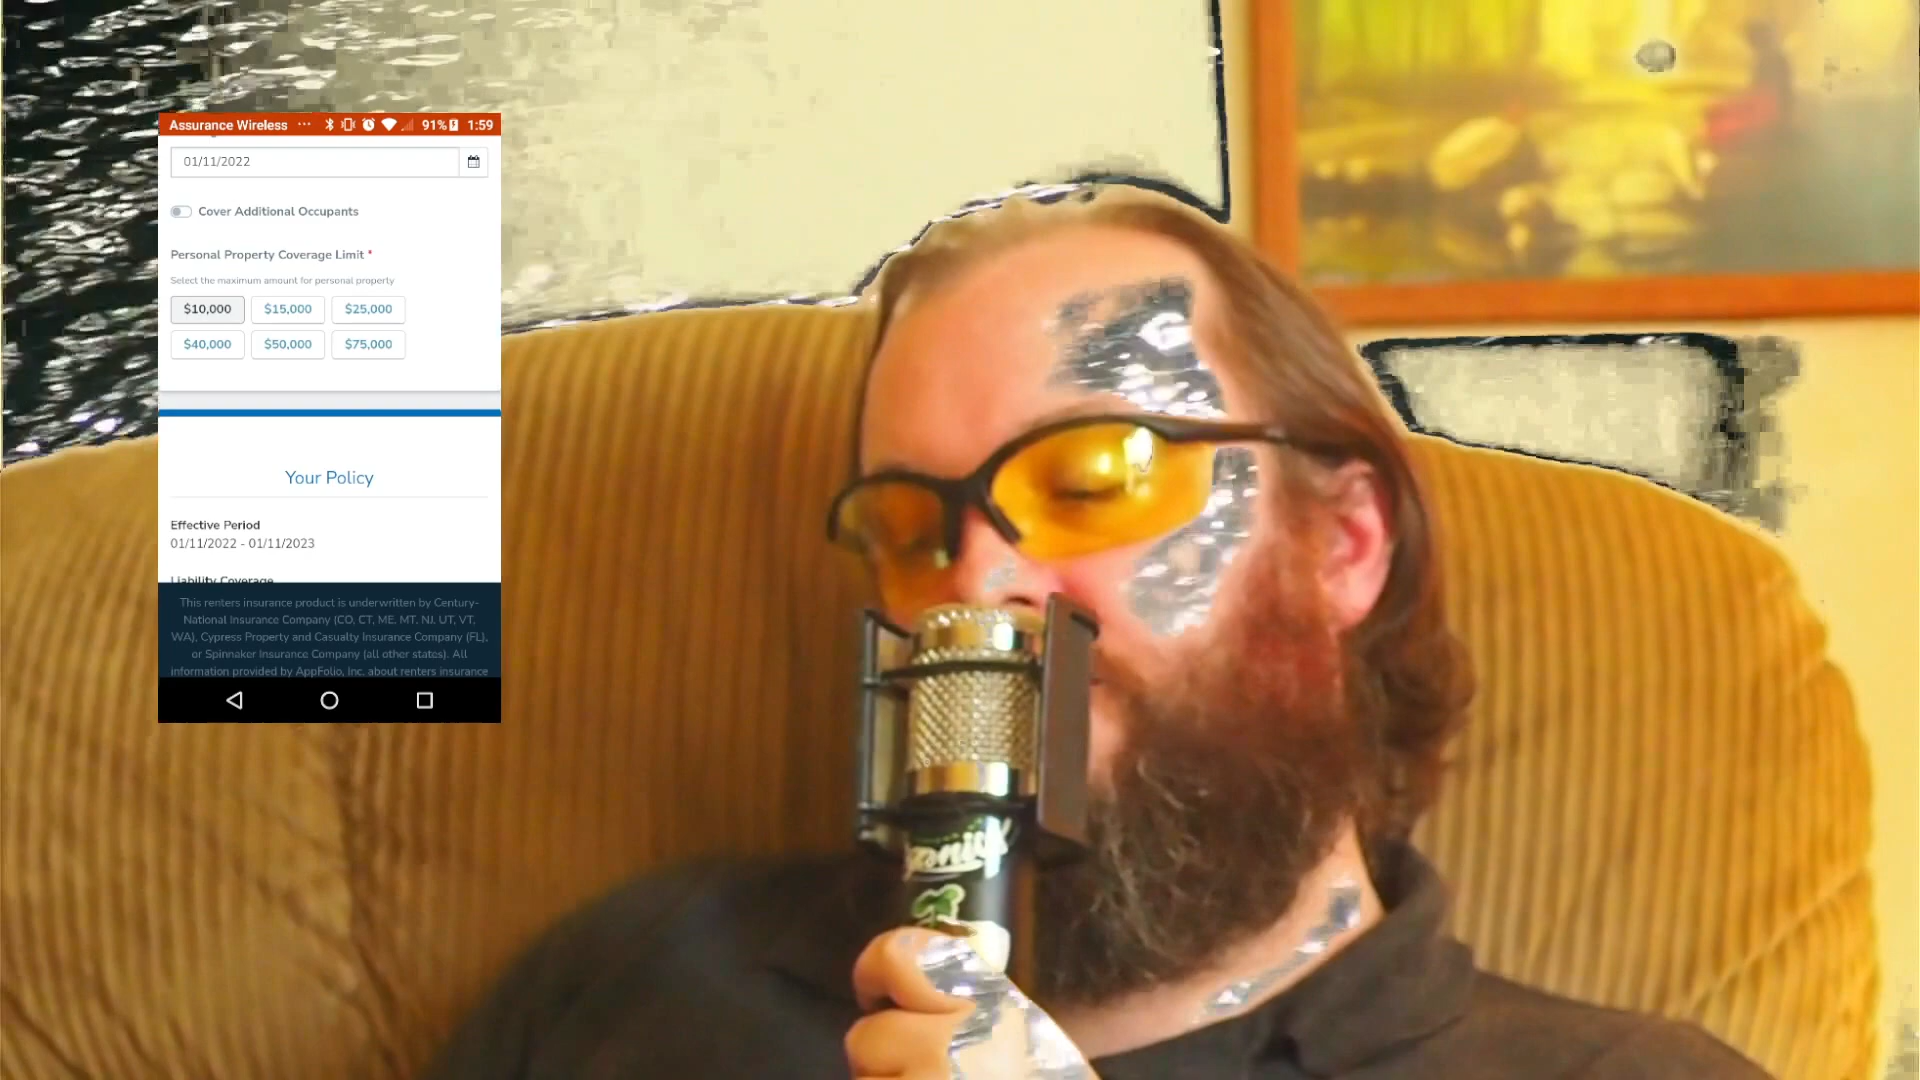 Assurance Wireless ... 91% 1:59
01/11/2022
Cover Additional Occupants
Personal Property Coverage Limit *
Select the maximum amount for personal property
$10,000 $15,000 $25,000
$40,000 $50,000 $75,000
Your Policy
Effective Period
01/11/2022 - 01/11/2023
Liability Coverage
This renters insurance product is underwritten by Century-
National Insurance Company (CO, CT, ME, MT, NJ, UT, VT,
WA), Cypress Property and Casualty Insurance Company (FL),
or Spinnaker Insurance Company (all other states). All
information provided by AppFolio, Inc. about renters insurance